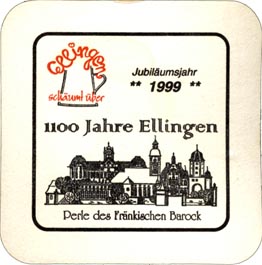 Ellingen
schäumt über
Jubiläumsjahr
** 1999 **
1100 Jahre Ellingen
Perle des Fränkischen Barock